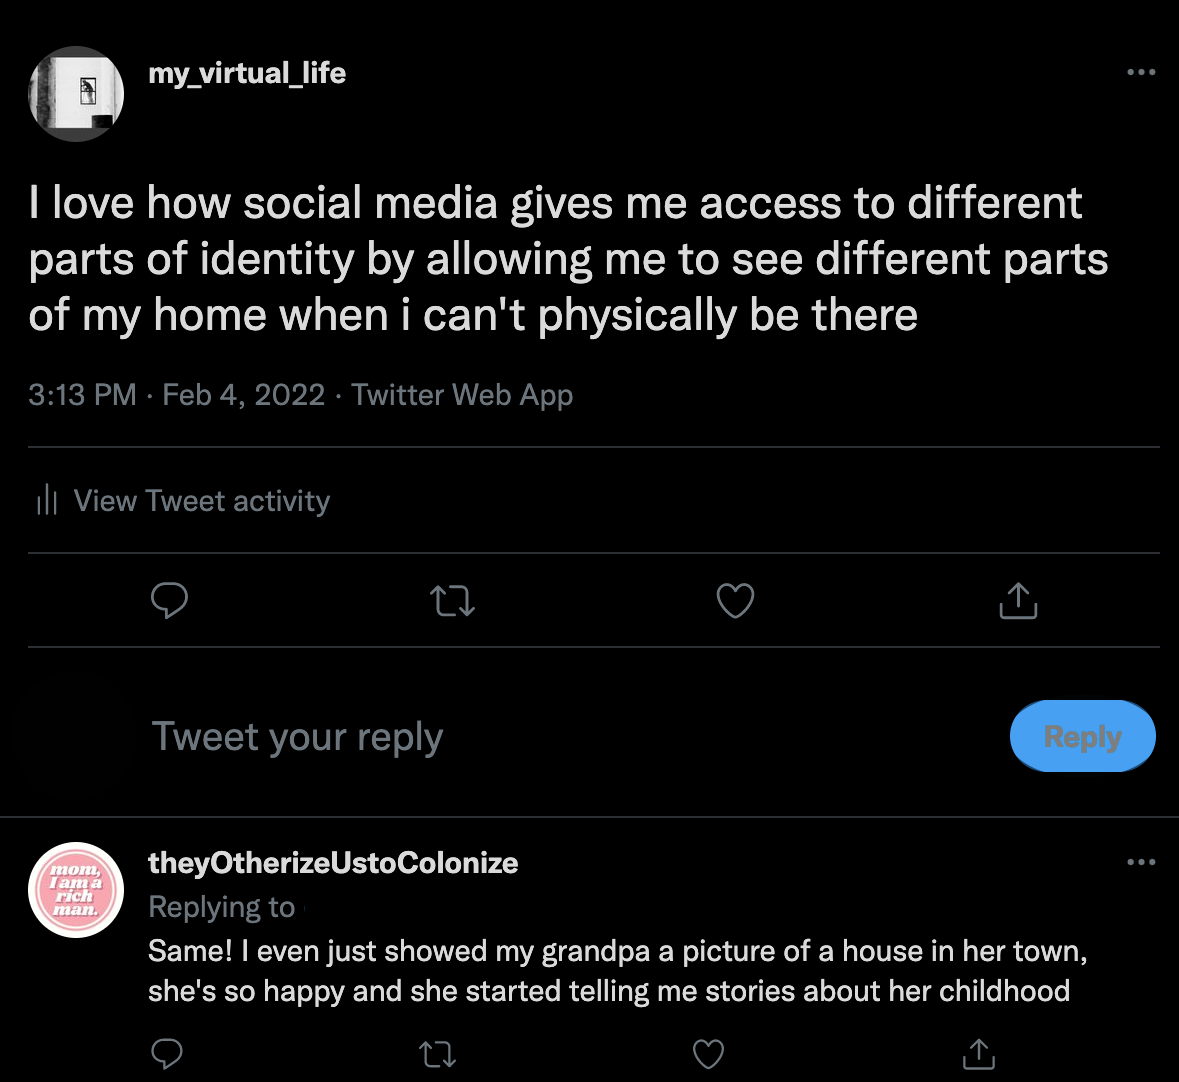 my_virtual_life
I love how social media gives me access to different
parts of identity by allowing me to see different parts
of my home when i can't physically be there
3:13 PM · Feb 4, 2022 · Twitter Web App
View Tweet activity
Tweet your reply
Reply
mom,
I am a
rich
man.
theyOtherizeUstoColonize
Replying to
Same! I even just showed my grandpa a picture of a house in her town,
she's so happy and she started telling me stories about her childhood